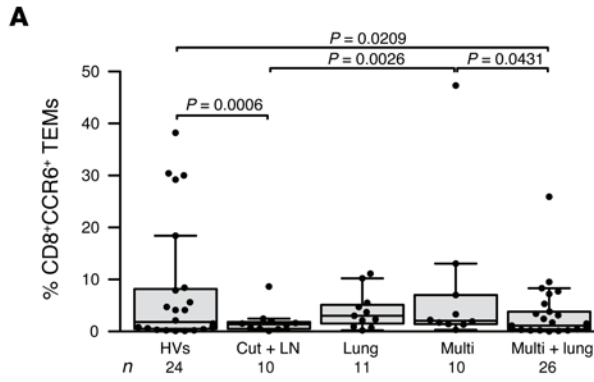 A
P = 0.0209
P = 0.0026
P = 0.0431
P = 0.0006
% CD8⁺CCR6⁺ TEMs
50
40
30
20
10
0
HVs Cut + LN Lung Multi Multi + lung
n 24 10 11 10 26